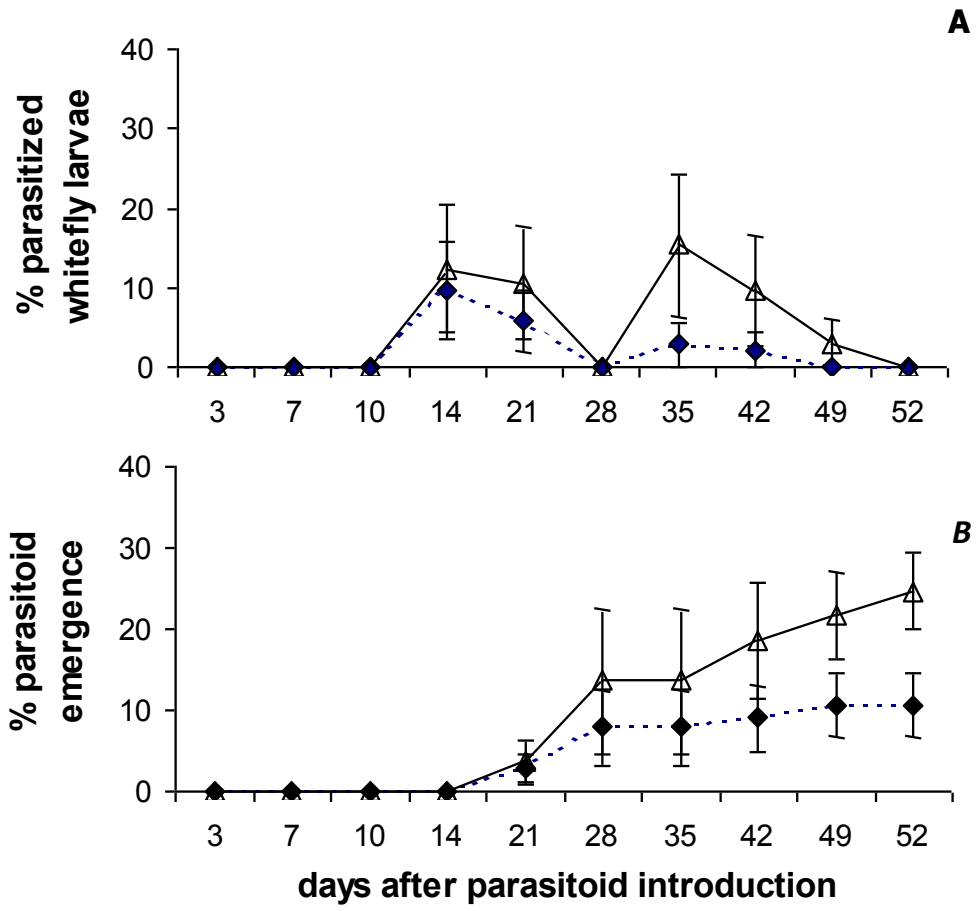 A
% parasitized
whitefly larvae
40
30
20
10
0
3 7 10 14 21 28 35 42 49 52
B
% parasitoid
emergence
40
30
20
10
0
3 7 10 14 21 28 35 42 49 52
days after parasitoid introduction